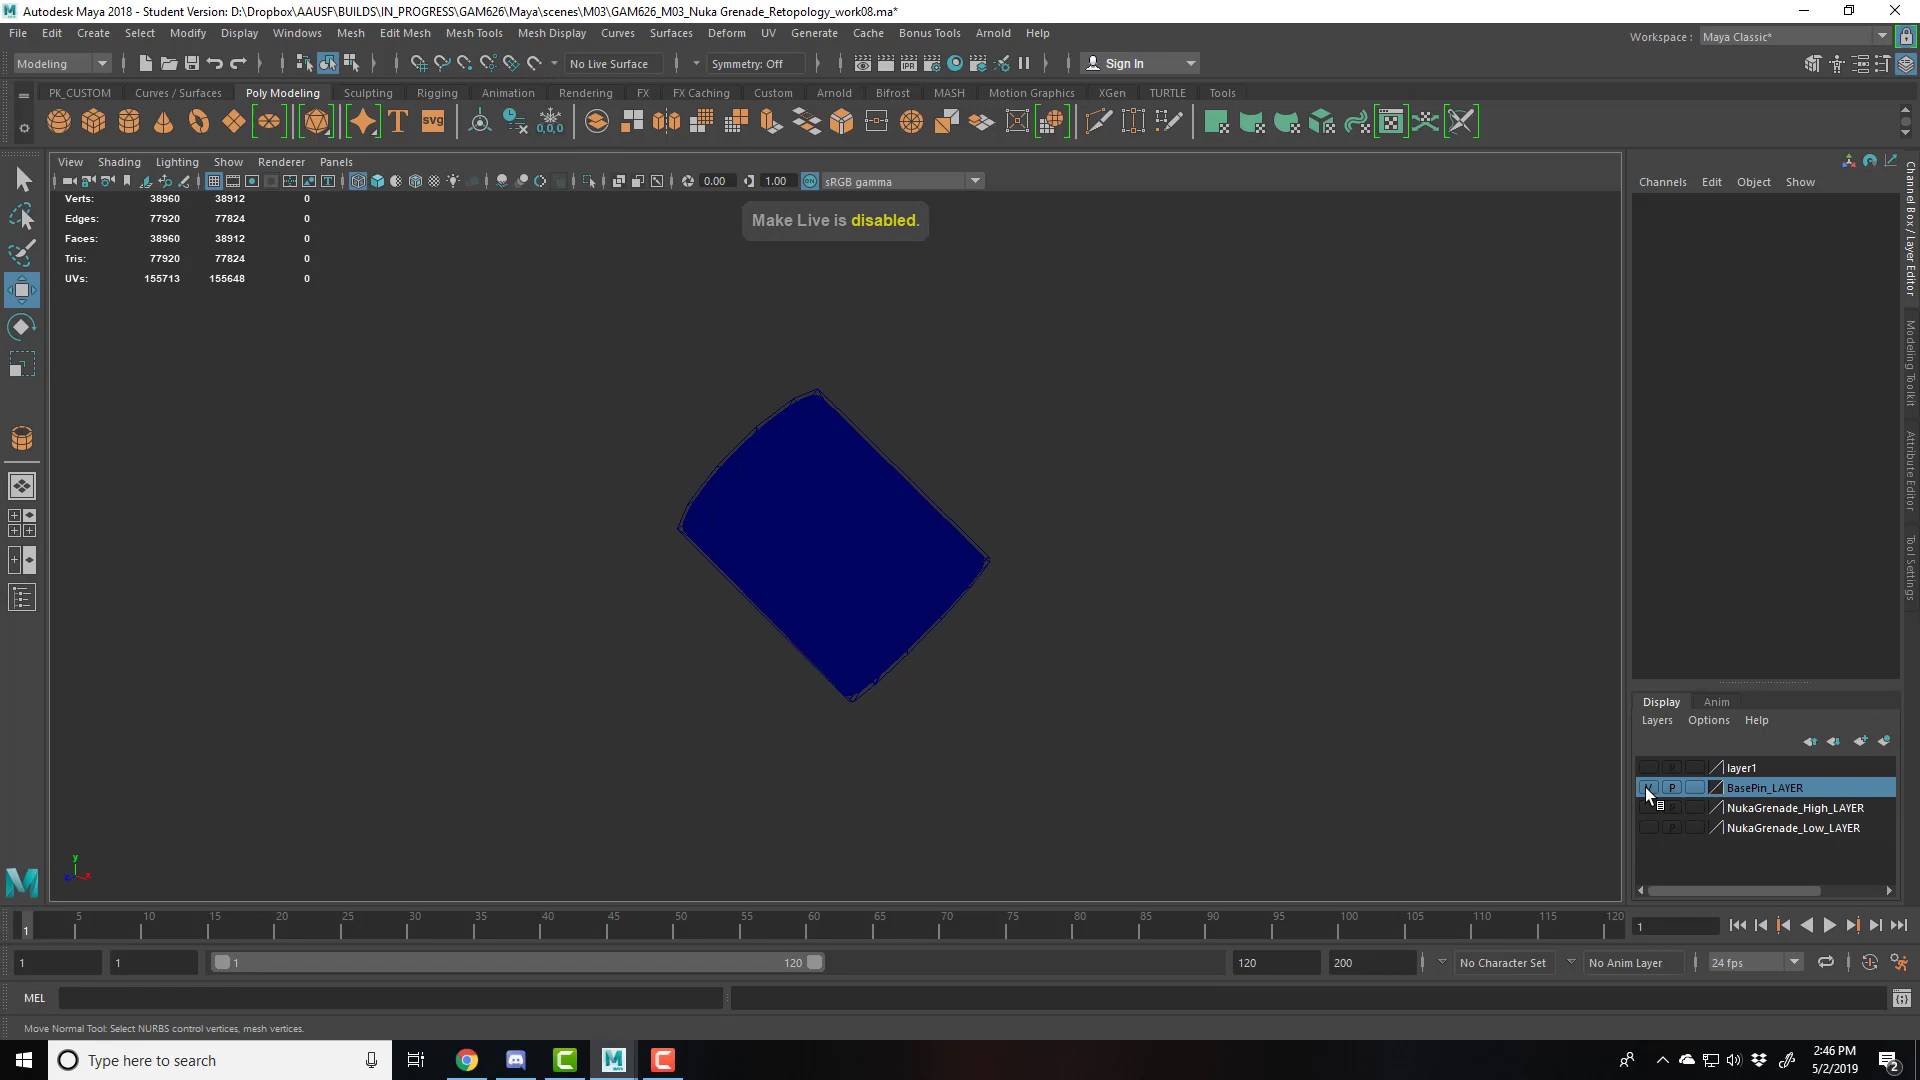 Autodesk Maya 2018 - Student Version: D:\Dropbox\AAUSF\BUILDS\IN_PROGRESS\GAM626\Maya\scenes\M03\GAM626_M03_Nuka Grenade_Retopology_work08.ma*
File Edit Create Select Modify Display Windows Mesh Edit Mesh Mesh Tools Mesh Display Curves Surfaces Deform UV Generate Cache Bonus Tools Arnold Help
Workspace : Maya Classic*
Modeling No Live Surface Symmetry: Off Sign In
PK_CUSTOM Curves / Surfaces Poly Modeling Sculpting Rigging Animation Rendering FX FX Caching Custom Arnold Bifrost MASH Motion Graphics XGen TURTLE Tools
T SVG 0,0,0
View Shading Lighting Show Renderer Panels
0.00 1.00 sRGB gamma
Channels Edit Object Show
Verts: 38960 38912 0
Edges: 77920 77824 0
Faces: 38960 38912 0
Tris: 77920 77824 0
UVs: 155713 155648 0
Make Live is disabled.
Channel Box / Layer Editor
Modeling Toolkit
Attribute Editor
Tool Settings
Display Anim
Layers Options Help
P layer1
P BasePin_LAYER
P NukaGrenade_High_LAYER
P NukaGrenade_Low_LAYER
y
z x
1 5 10 15 20 25 30 35 40 45 50 55 60 65 70 75 80 85 90 95 100 105 110 115 120
1
1 1 1 120 120 200 No Character Set No Anim Layer 24 fps
MEL
Move Normal Tool: Select NURBS control vertices, mesh vertices.
Type here to search
2:46 PM
5/2/2019
2